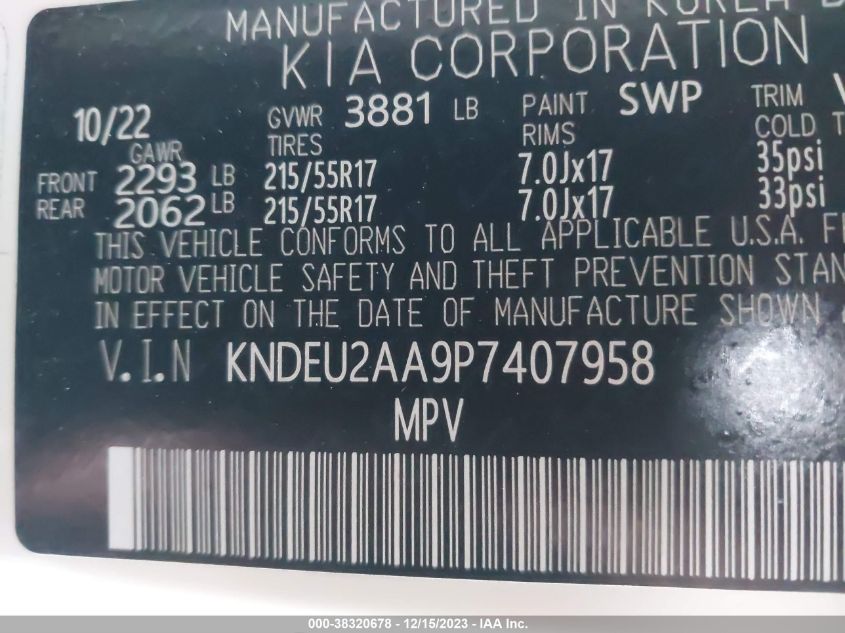 MANUFACTURED IN KOREA
KIA CORPORATION
10/22 GVWR 3881 LB PAINT SWP TRIM
GAWR TIRES RIMS COLD
FRONT 2293 LB 215/55R17 7.0Jx17 35psi
REAR 2062 LB 215/55R17 7.0Jx17 33psi
THIS VEHICLE CONFORMS TO ALL APPLICABLE U.S.A.
MOTOR VEHICLE SAFETY AND THEFT PREVENTION STAN
IN EFFECT ON THE DATE OF MANUFACTURE SHOWN
V.I.N KNDEU2AA9P7407958
MPV
000-38320678 - 12/15/2023 - IAA Inc.